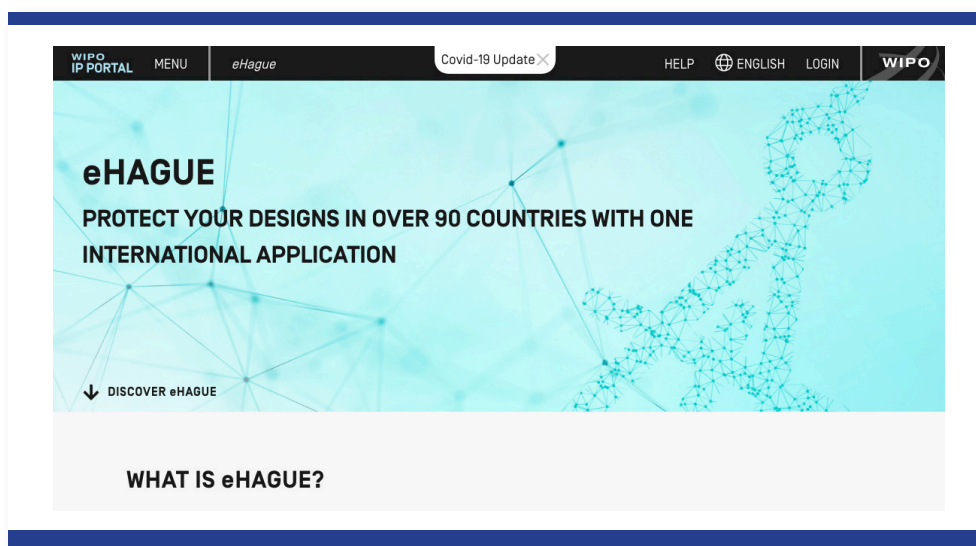 WIPO
IP PORTAL
MENU
eHague
Covid-19 Update
HELP
ENGLISH
LOGIN
WIPO
eHAGUE
PROTECT YOUR DESIGNS IN OVER 90 COUNTRIES WITH ONE
INTERNATIONAL APPLICATION
DISCOVER eHAGUE
WHAT IS eHAGUE?